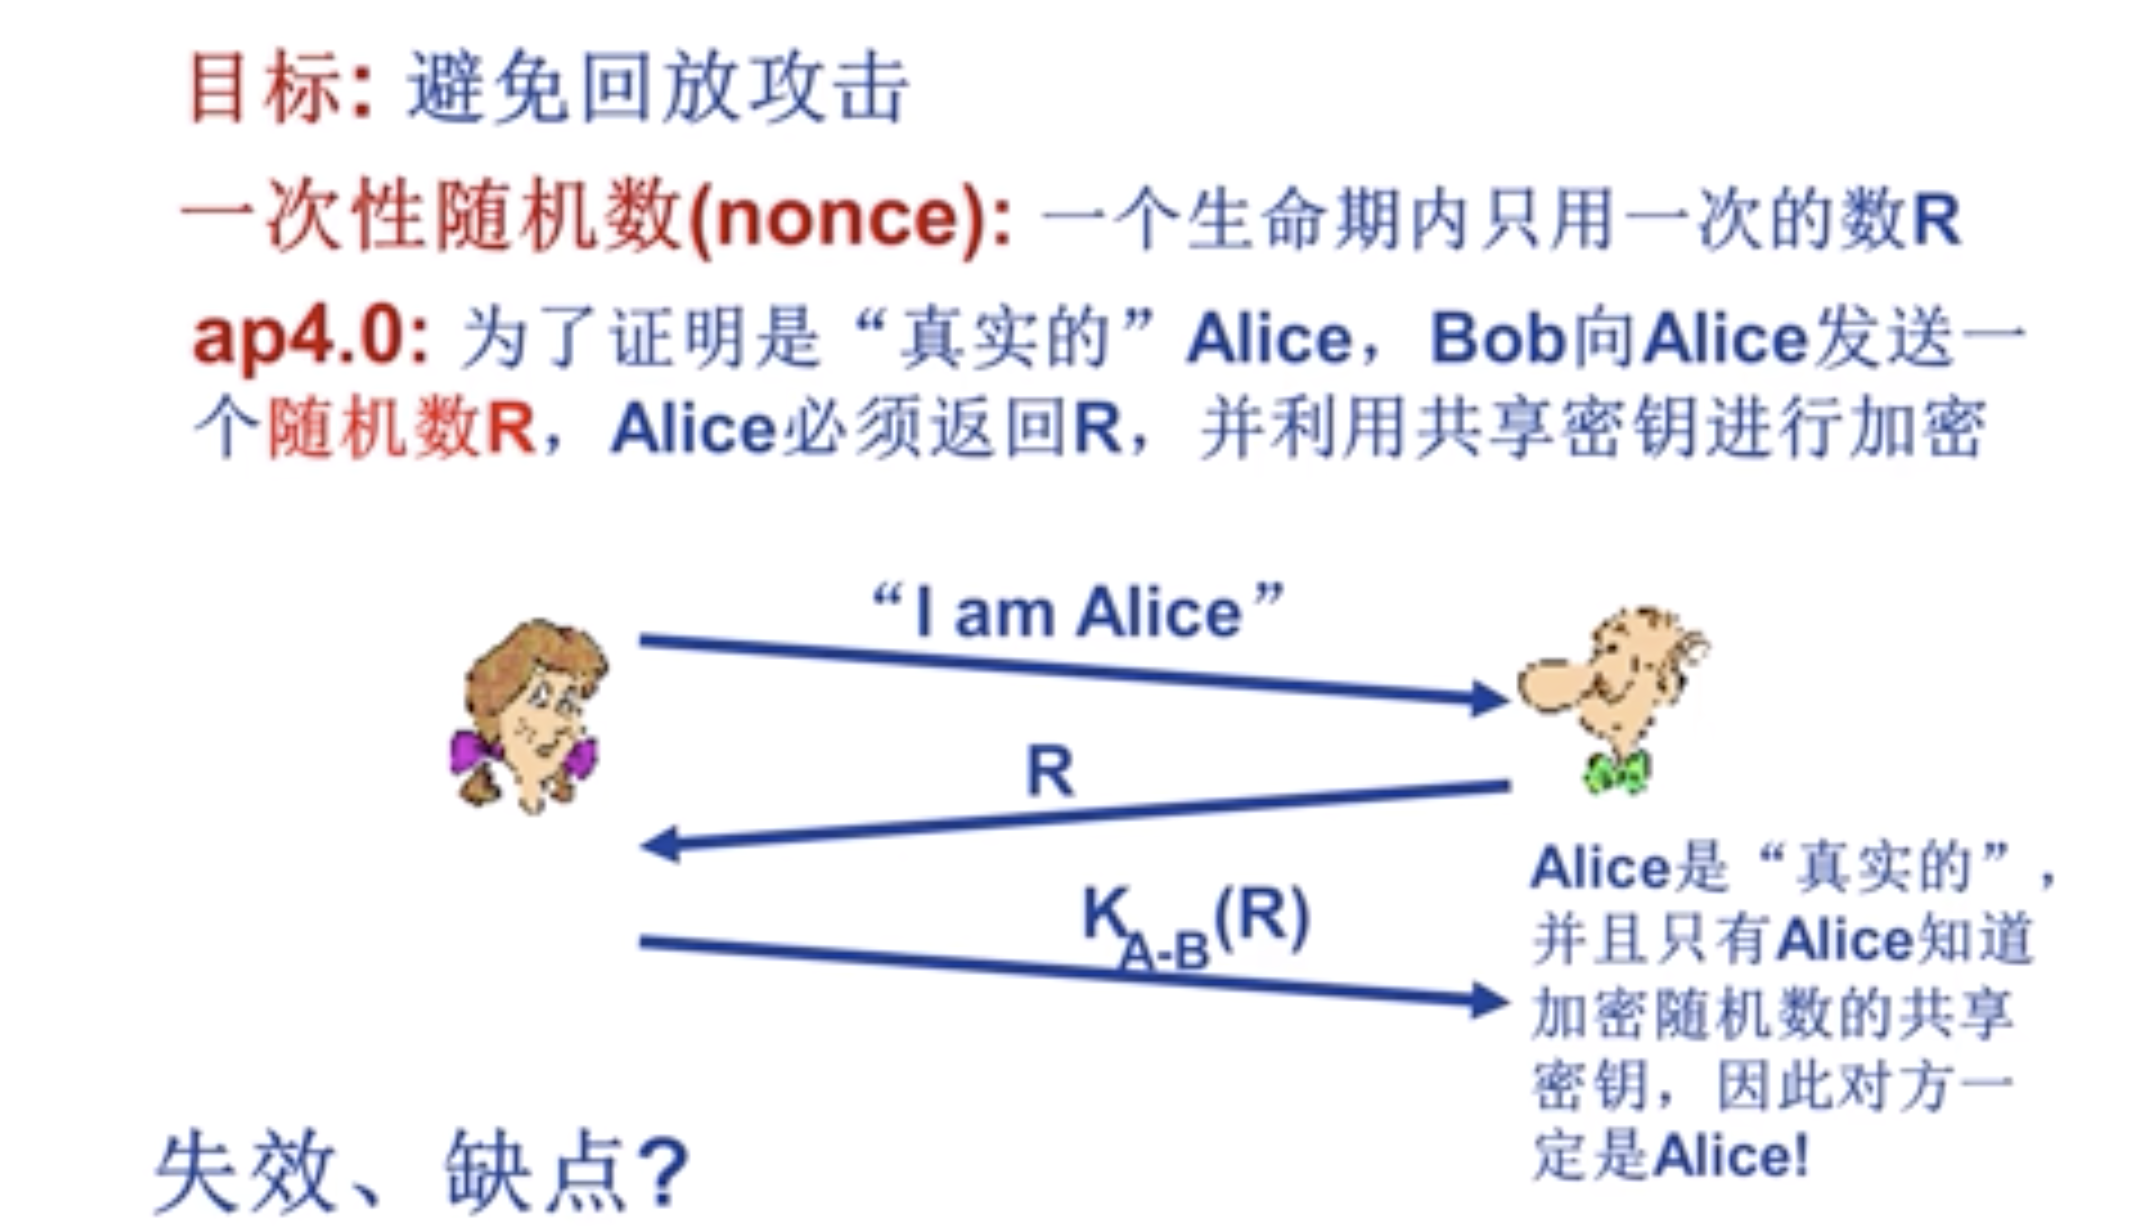 目标: 避免回放攻击
一次性随机数(nonce): 一个生命期内只用一次的数R
ap4.0: 为了证明是“真实的”Alice，Bob向Alice发送一
个随机数R，Alice必须返回R，并利用共享密钥进行加密
“I am Alice”
R
K
A-B
(R)
Alice是“真实的”，
并且只有Alice知道
加密随机数的共享
密钥，因此对方一
定是Alice!
失效、缺点?